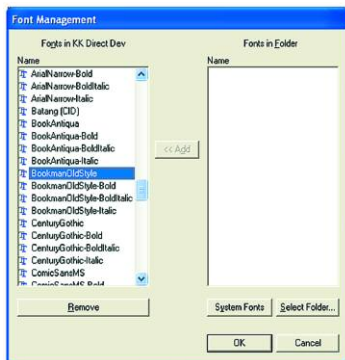 Font Management
Fonts in KK Direct Dev
Fonts in Folder
Name
Name
ArialNarrow-Bold
ArialNarrow-BoldItalic
ArialNarrow-Italic
Batang (CID)
BookAntiqua
BookAntiqua-Bold
BookAntiqua-BoldItalic
BookAntiqua-Italic
BookmanOldStyle
BookmanOldStyle-Bold
BookmanOldStyle-BoldItalic
BookmanOldStyle-Italic
CenturyGothic
CenturyGothic-Bold
CenturyGothic-BoldItalic
CenturyGothic-Italic
ComicSansMS
ComicSansMS-Bold
<< Add
Remove
System Fonts
Select Folder...
OK
Cancel